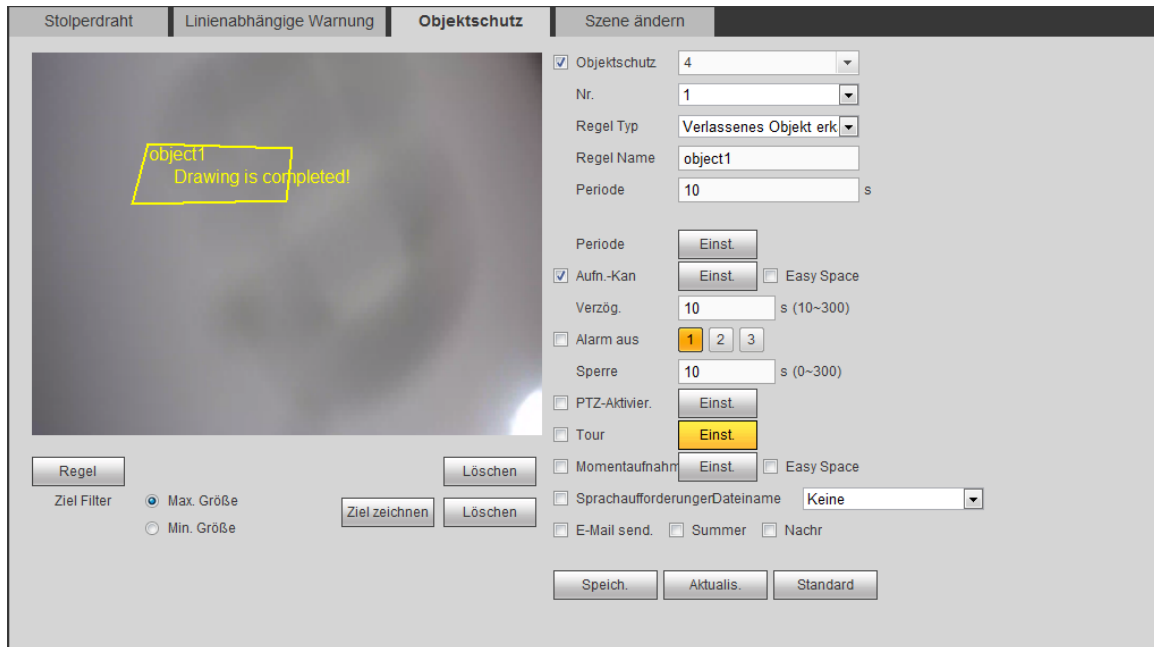 Stolperdraht Linienabhängige Warnung Objektschutz Szene ändern
object1
Drawing is completed!
Regel Löschen
Ziel Filter Max. Größe Ziel zeichnen Löschen
Min. Größe
Objektschutz 4
Nr. 1
Regel Typ Verlassenes Objekt erk
Regel Name object1
Periode 10 s
Periode Einst.
Aufn.-Kan Einst. Easy Space
Verzög. 10 s (10~300)
Alarm aus 1 2 3
Sperre 10 s (0~300)
PTZ-Aktivier. Einst.
Tour Einst.
Momentaufnahm Einst. Easy Space
SprachaufforderungerDateiname Keine
E-Mail send. Summer Nachr
Speich. Aktualis. Standard